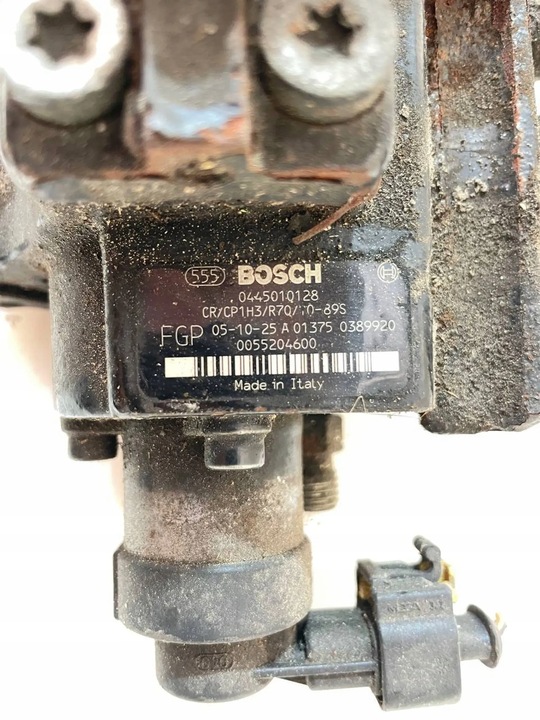 555 BOSCH
0445010128
CR/CP1H3/R70/10-89S
FGP 05-10-25 A 01375 0389920
0055204600
Made in Italy